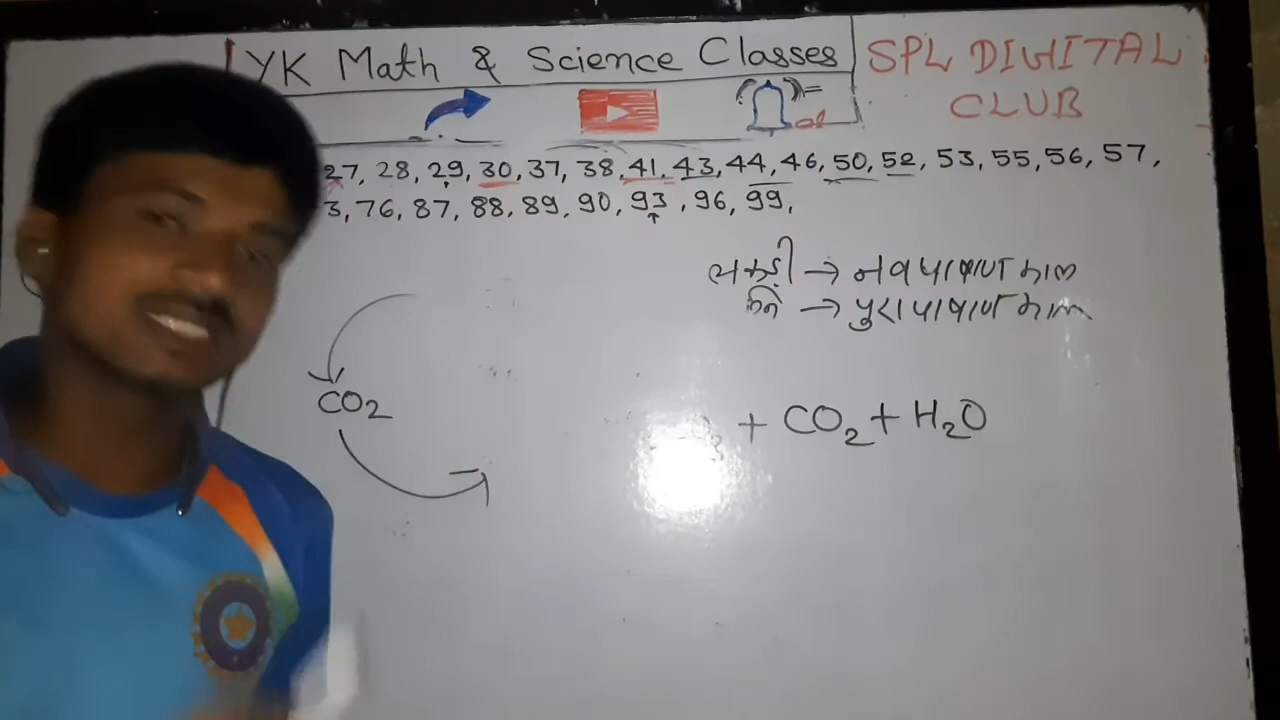 YK Math & Science Classes
SPL DIGITAL
CLUB
27, 28, 29, 30, 37, 38, 41, 43, 44, 46, 50, 52, 53, 55, 56, 57,
3, 76, 87, 88, 89, 90, 93, 96, 99,
→ नवपाषाण काल
→ पुरापाषाण काल
CO2
+ CO2 + H2O